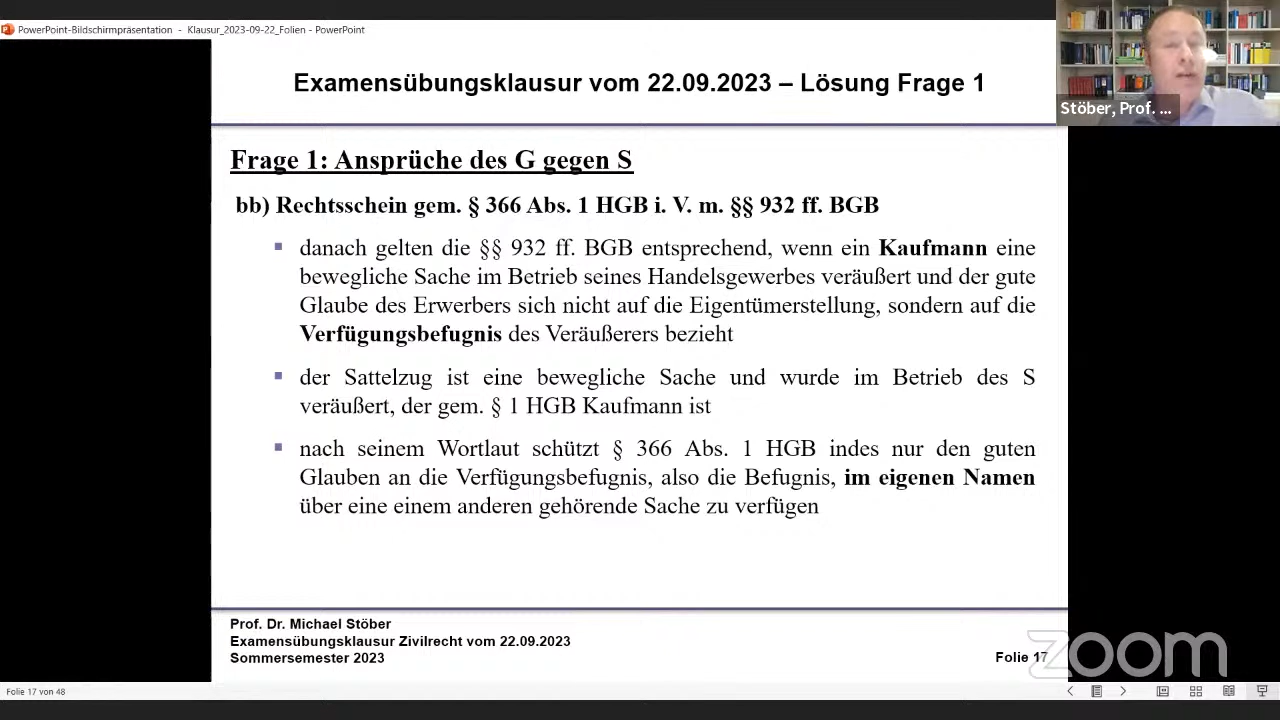 PowerPoint-Bildschirmpräsentation - Klausur_2023-09-22_Folien - PowerPoint
Examensübungsklausur vom 22.09.2023 – Lösung Frage 1
Stöber, Prof. ...
Frage 1: Ansprüche des G gegen S
bb) Rechtsschein gem. § 366 Abs. 1 HGB i. V. m. §§ 932 ff. BGB
▪ danach gelten die §§ 932 ff. BGB entsprechend, wenn ein Kaufmann eine
bewegliche Sache im Betrieb seines Handelsgewerbes veräußert und der gute
Glaube des Erwerbers sich nicht auf die Eigentümerstellung, sondern auf die
Verfügungsbefugnis des Veräußerers bezieht
▪ der Sattelzug ist eine bewegliche Sache und wurde im Betrieb des S
veräußert, der gem. § 1 HGB Kaufmann ist
▪ nach seinem Wortlaut schützt § 366 Abs. 1 HGB indes nur den guten
Glauben an die Verfügungsbefugnis, also die Befugnis, im eigenen Namen
über eine einem anderen gehörende Sache zu verfügen
Prof. Dr. Michael Stöber
Examensübungsklausur Zivilrecht vom 22.09.2023
Sommersemester 2023
Folie 17
zoom
Folie 17 von 48